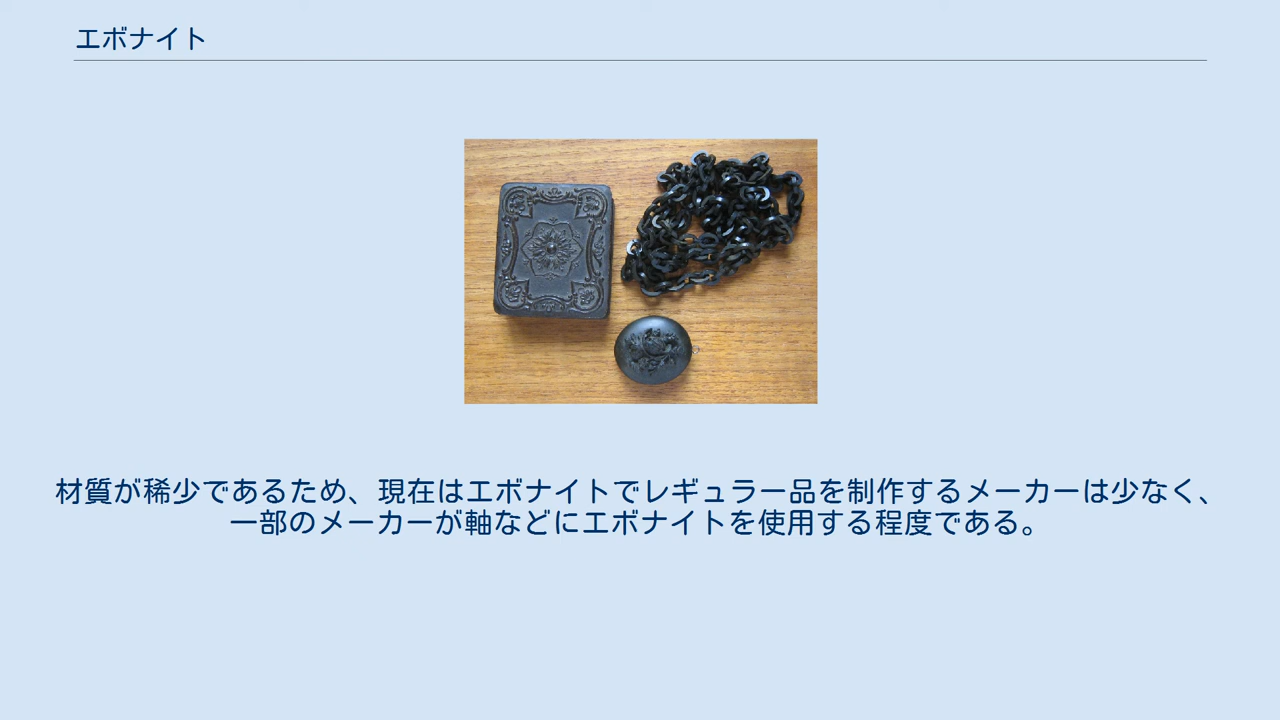 エボナイト
材質が稀少であるため、現在はエボナイトでレギュラー品を制作するメーカーは少なく、
一部のメーカーが軸などにエボナイトを使用する程度である。